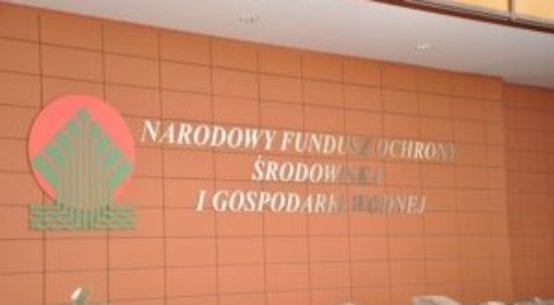 NARODOWY FUNDUSZ OCHRONY
ŚRODOWISKA
I GOSPODARKI WODNEJ